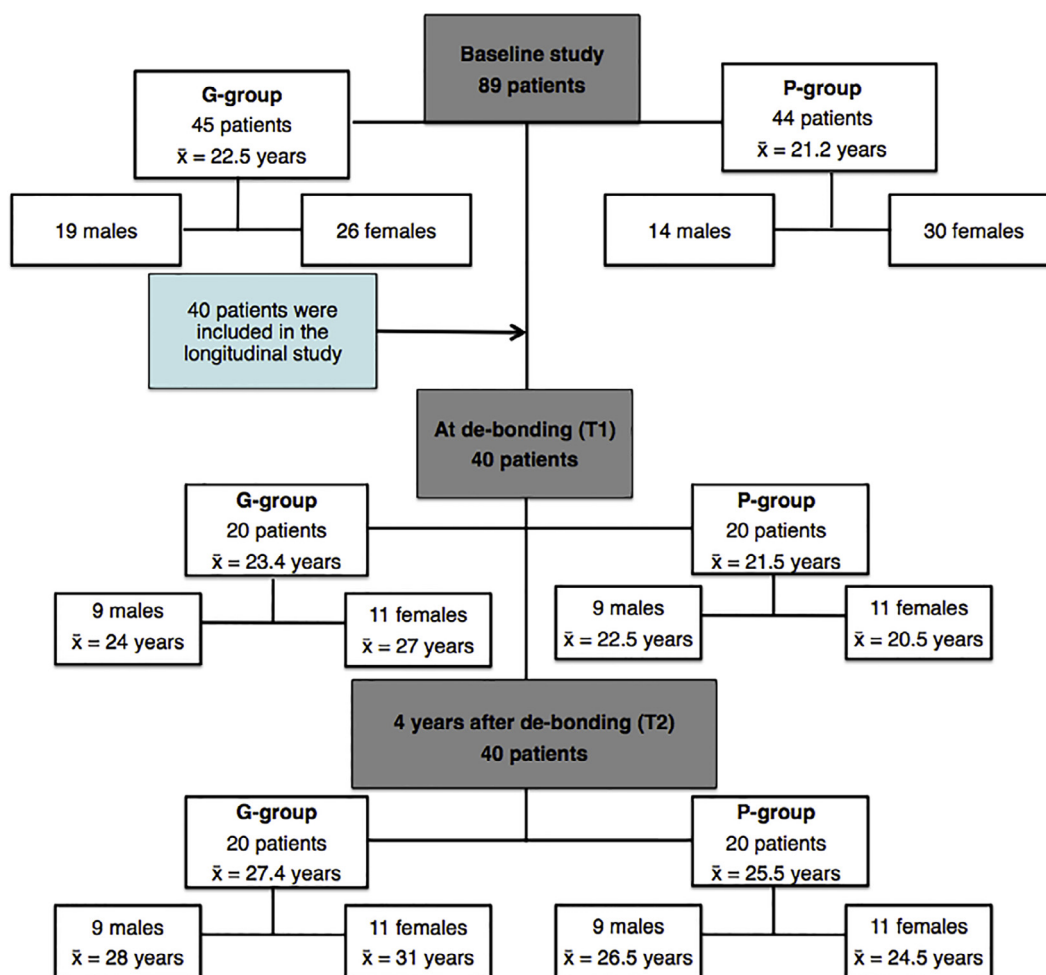 Baseline study
89 patients
G-group
45 patients
x̄ = 22.5 years
P-group
44 patients
x̄ = 21.2 years
19 males
26 females
14 males
30 females
40 patients were
included in the
longitudinal study
At de-bonding (T1)
40 patients
G-group
20 patients
x̄ = 23.4 years
P-group
20 patients
x̄ = 21.5 years
9 males
x̄ = 24 years
11 females
x̄ = 27 years
9 males
x̄ = 22.5 years
11 females
x̄ = 20.5 years
4 years after de-bonding (T2)
40 patients
G-group
20 patients
x̄ = 27.4 years
P-group
20 patients
x̄ = 25.5 years
9 males
x̄ = 28 years
11 females
x̄ = 31 years
9 males
x̄ = 26.5 years
11 females
x̄ = 24.5 years